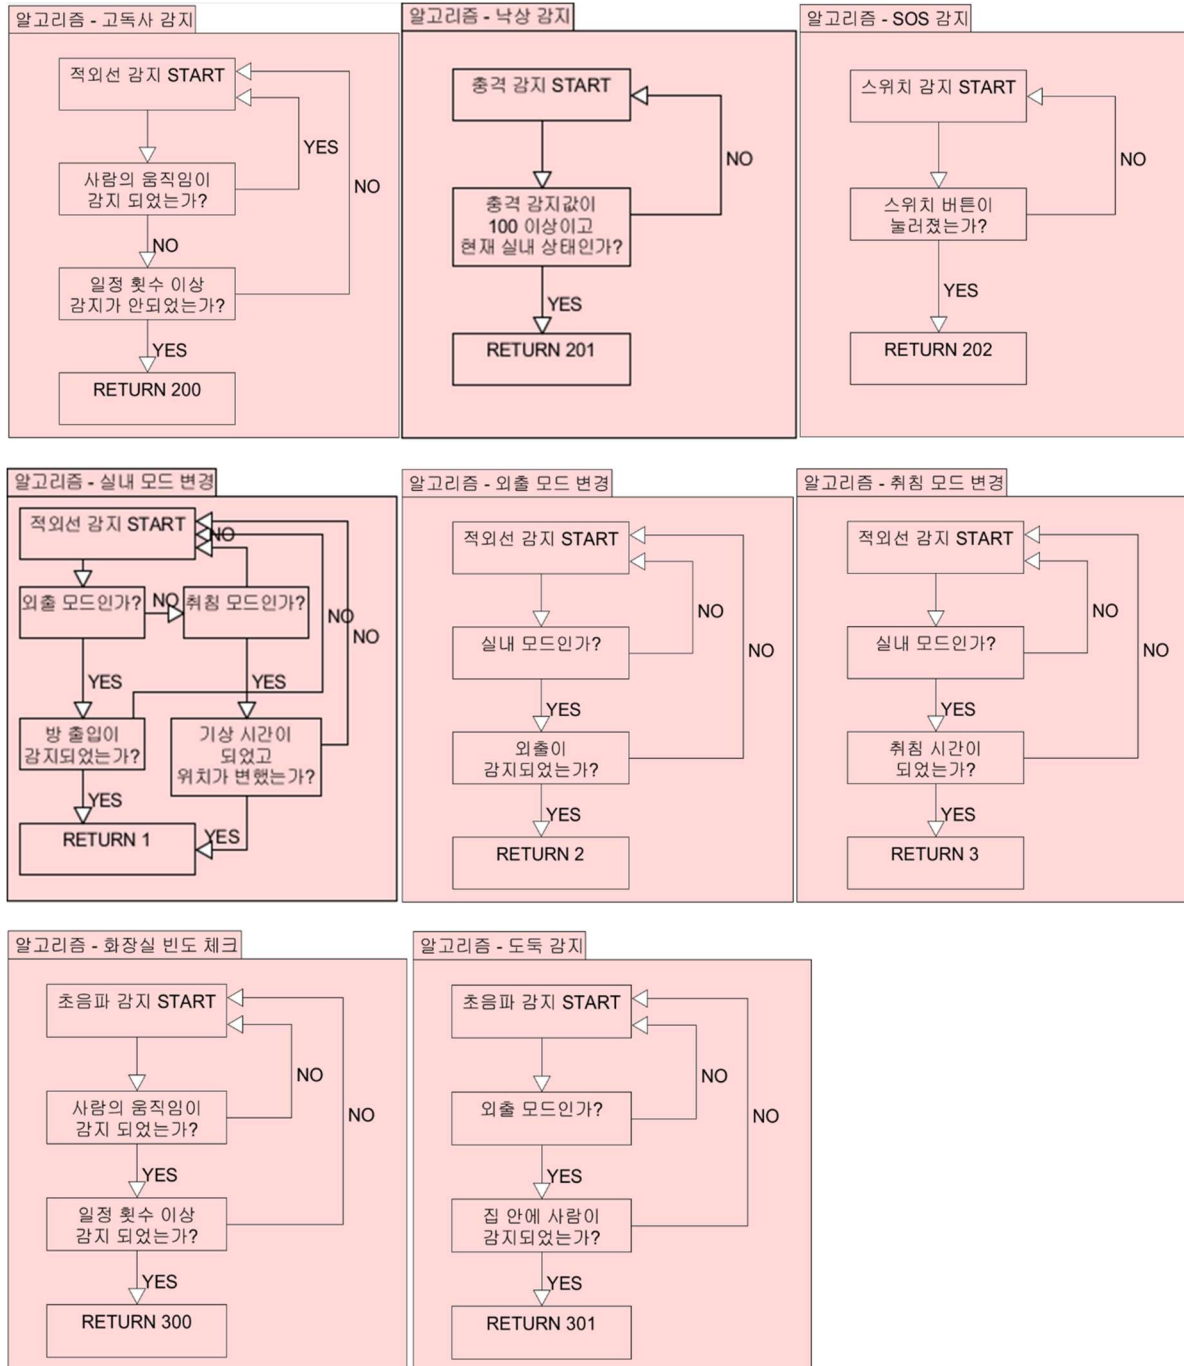 알고리즘 - 고독사 감지
적외선 감지 START
YES
NO
사람의 움직임이
감지 되었는가?
NO
일정 횟수 이상
감지가 안되었는가?
YES
RETURN 200
알고리즘 - 낙상 감지
충격 감지 START
NO
충격 감지값이
100 이상이고
현재 실내 상태인가?
YES
RETURN 201
알고리즘 - SOS 감지
스위치 감지 START
NO
스위치 버튼이
눌러졌는가?
YES
RETURN 202
알고리즘 - 실내 모드 변경
적외선 감지 START
NO
외출 모드인가?
NO
취침 모드인가?
NO
NO
YES
YES
방 출입이
감지되었는가?
기상 시간이
되었고
위치가 변했는가?
YES
YES
RETURN 1
알고리즘 - 외출 모드 변경
적외선 감지 START
NO
실내 모드인가?
NO
YES
외출이
감지되었는가?
YES
RETURN 2
알고리즘 - 취침 모드 변경
적외선 감지 START
NO
실내 모드인가?
NO
YES
취침 시간이
되었는가?
YES
RETURN 3
알고리즘 - 화장실 빈도 체크
초음파 감지 START
NO
사람의 움직임이
감지 되었는가?
NO
YES
일정 횟수 이상
감지 되었는가?
YES
RETURN 300
알고리즘 - 도둑 감지
초음파 감지 START
NO
외출 모드인가?
NO
YES
집 안에 사람이
감지되었는가?
YES
RETURN 301